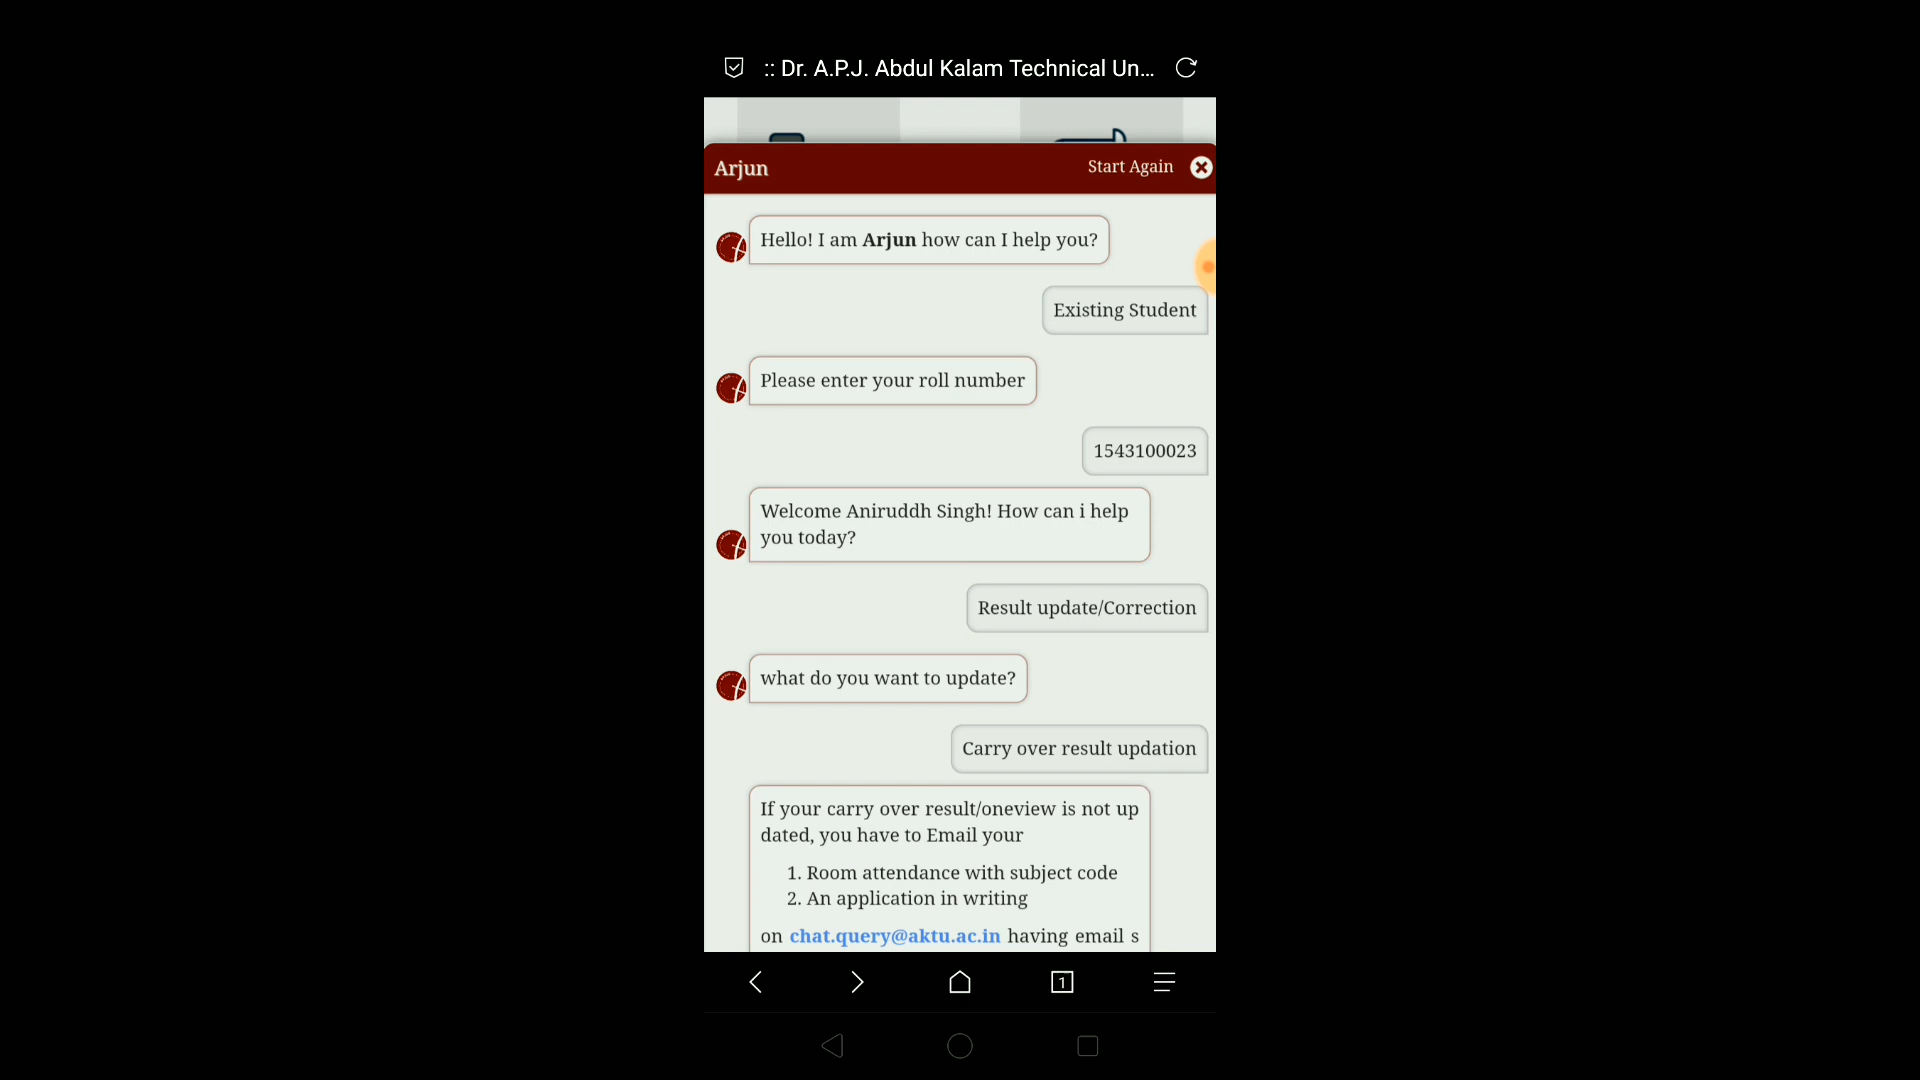 :: Dr. A.P.J. Abdul Kalam Technical Un...
Arjun
Start Again
Hello! I am Arjun how can I help you?
Existing Student
Please enter your roll number
1543100023
Welcome Aniruddh Singh! How can i help
you today?
Result update/Correction
what do you want to update?
Carry over result updation
If your carry over result/oneview is not up
dated, you have to Email your
1. Room attendance with subject code
2. An application in writing
on chat.query@aktu.ac.in having email s
1